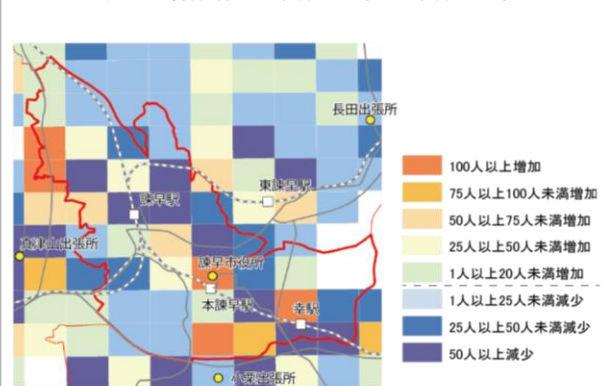 長田出張所
東諫早駅
諫早駅
真津山出張所
諫早市役所
本諫早駅
幸駅
小栗出張所
100人以上増加
75人以上100人未満増加
50人以上75人未満増加
25人以上50人未満増加
1人以上20人未満増加
1人以上25人未満減少
25人以上50人未満減少
50人以上減少